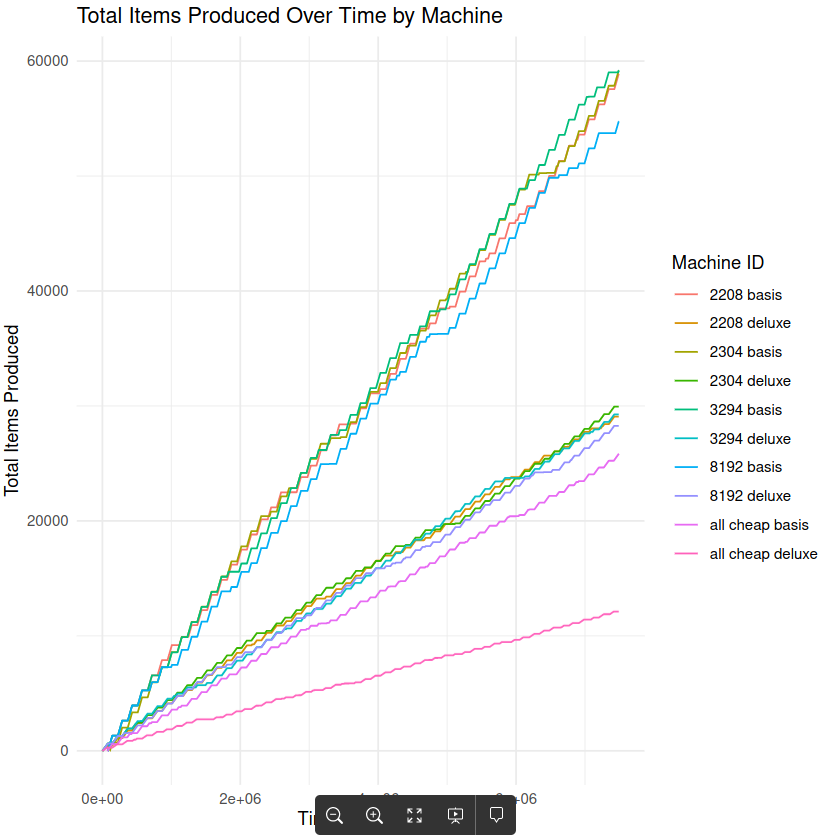 Total Items Produced Over Time by Machine
Total Items Produced
60000
40000
20000
0
0e+00
2e+06
Machine ID
2208 basis
2208 deluxe
2304 basis
2304 deluxe
3294 basis
3294 deluxe
8192 basis
8192 deluxe
all cheap basis
all cheap deluxe